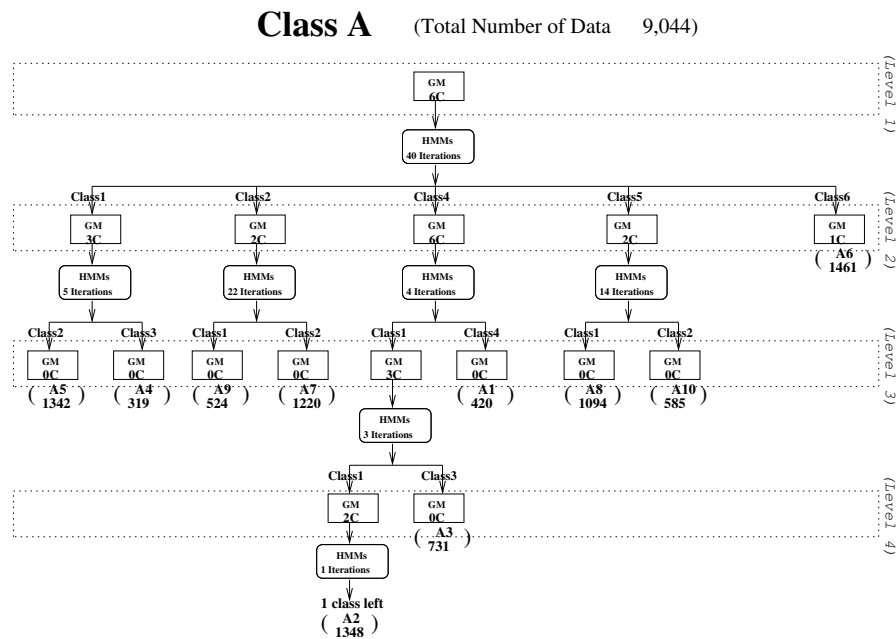 Class A (Total Number of Data 9,044)
(Level 1)
GM
6C
HMMs
40 Iterations
Class1 Class2 Class4 Class5 Class6
(Level 2)
GM GM GM GM GM
3C 2C 6C 2C 1C
( A6 )
1461
HMMs HMMs HMMs HMMs
5 Iterations 22 Iterations 4 Iterations 14 Iterations
Class2 Class3 Class1 Class2 Class1 Class4 Class1 Class2
(Level 3)
GM GM GM GM GM GM GM GM
0C 0C 0C 0C 3C 0C 0C 0C
( A5 ) ( A4 ) ( A9 ) ( A7 ) ( A1 ) ( A8 ) ( A10 )
1342 319 524 1220 420 1094 585
HMMs
3 Iterations
Class1 Class3
(Level 4)
GM GM
2C 0C
( A3 )
731
HMMs
1 Iterations
1 class left
( A2 )
1348